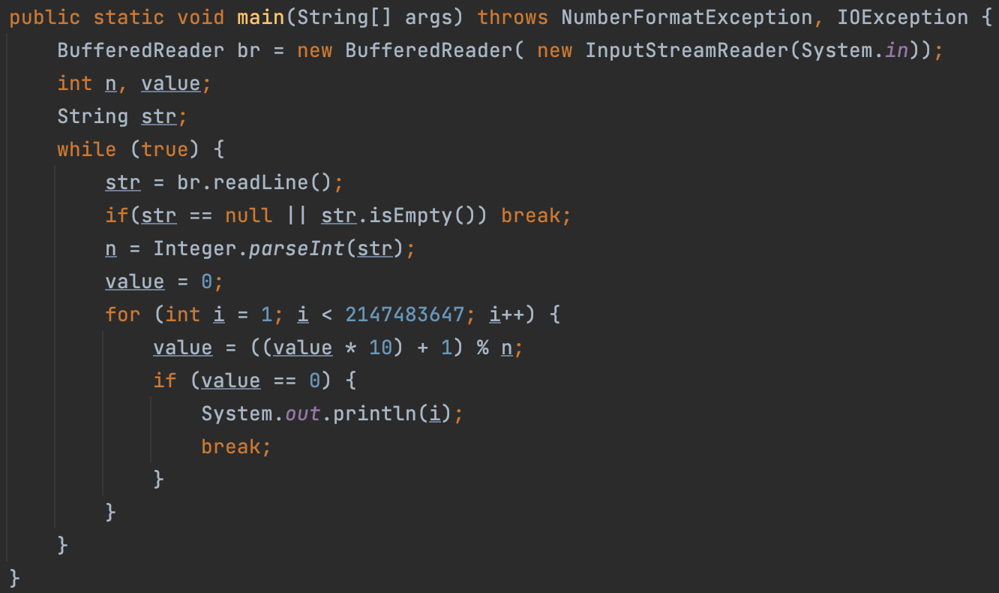 public static void main(String[] args) throws NumberFormatException, IOException {
    BufferedReader br = new BufferedReader( new InputStreamReader(System.in));
    int n, value;
    String str;
    while (true) {
        str = br.readLine();
        if(str == null || str.isEmpty()) break;
        n = Integer.parseInt(str);
        value = 0;
        for (int i = 1; i < 2147483647; i++) {
            value = ((value * 10) + 1) % n;
            if (value == 0) {
                System.out.println(i);
                break;
            }
        }
    }
}